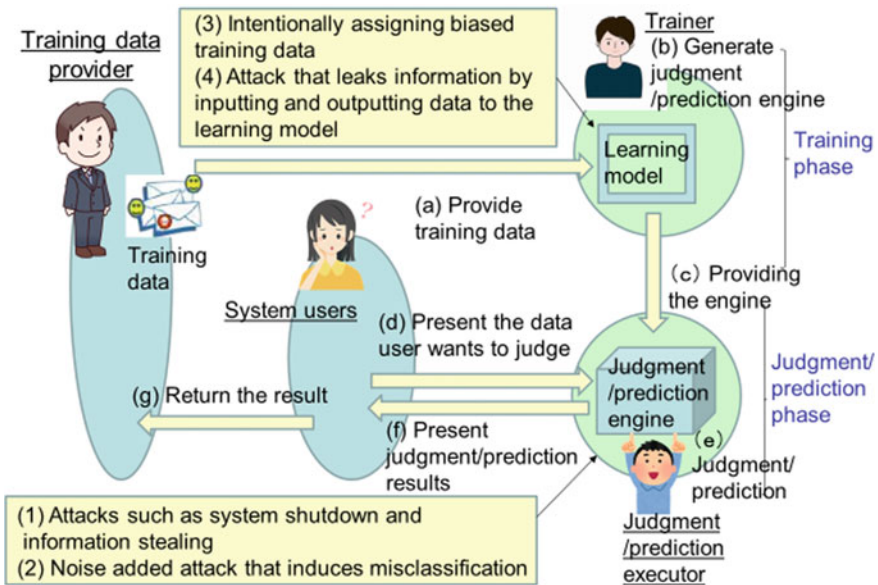 Training data
provider
(3) Intentionally assigning biased
training data
(4) Attack that leaks information by
inputting and outputting data to the
learning model
Trainer
(b) Generate
judgment
/prediction engine
Training
phase
Learning
model
(a) Provide
training data
Training
data
?
System users
(c) Providing
the engine
(d) Present the data
user wants to judge
Judgment
/prediction
engine
Judgment/
prediction
phase
(g) Return the result
(f) Present
judgment/prediction
results
(e)
Judgment/
prediction
Judgment
/prediction
executor
(1) Attacks such as system shutdown and
information stealing
(2) Noise added attack that induces misclassification